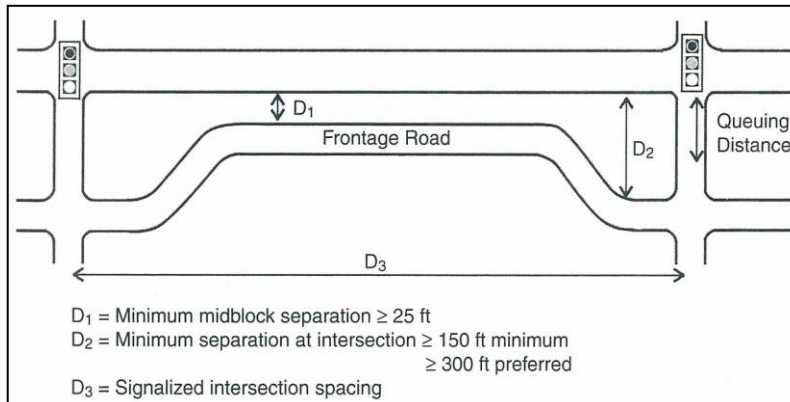 D₁
Frontage Road
D₂
Queuing
Distance
D₃
D₁ = Minimum midblock separation ≥ 25 ft
D₂ = Minimum separation at intersection ≥ 150 ft minimum
≥ 300 ft preferred
D₃ = Signalized intersection spacing